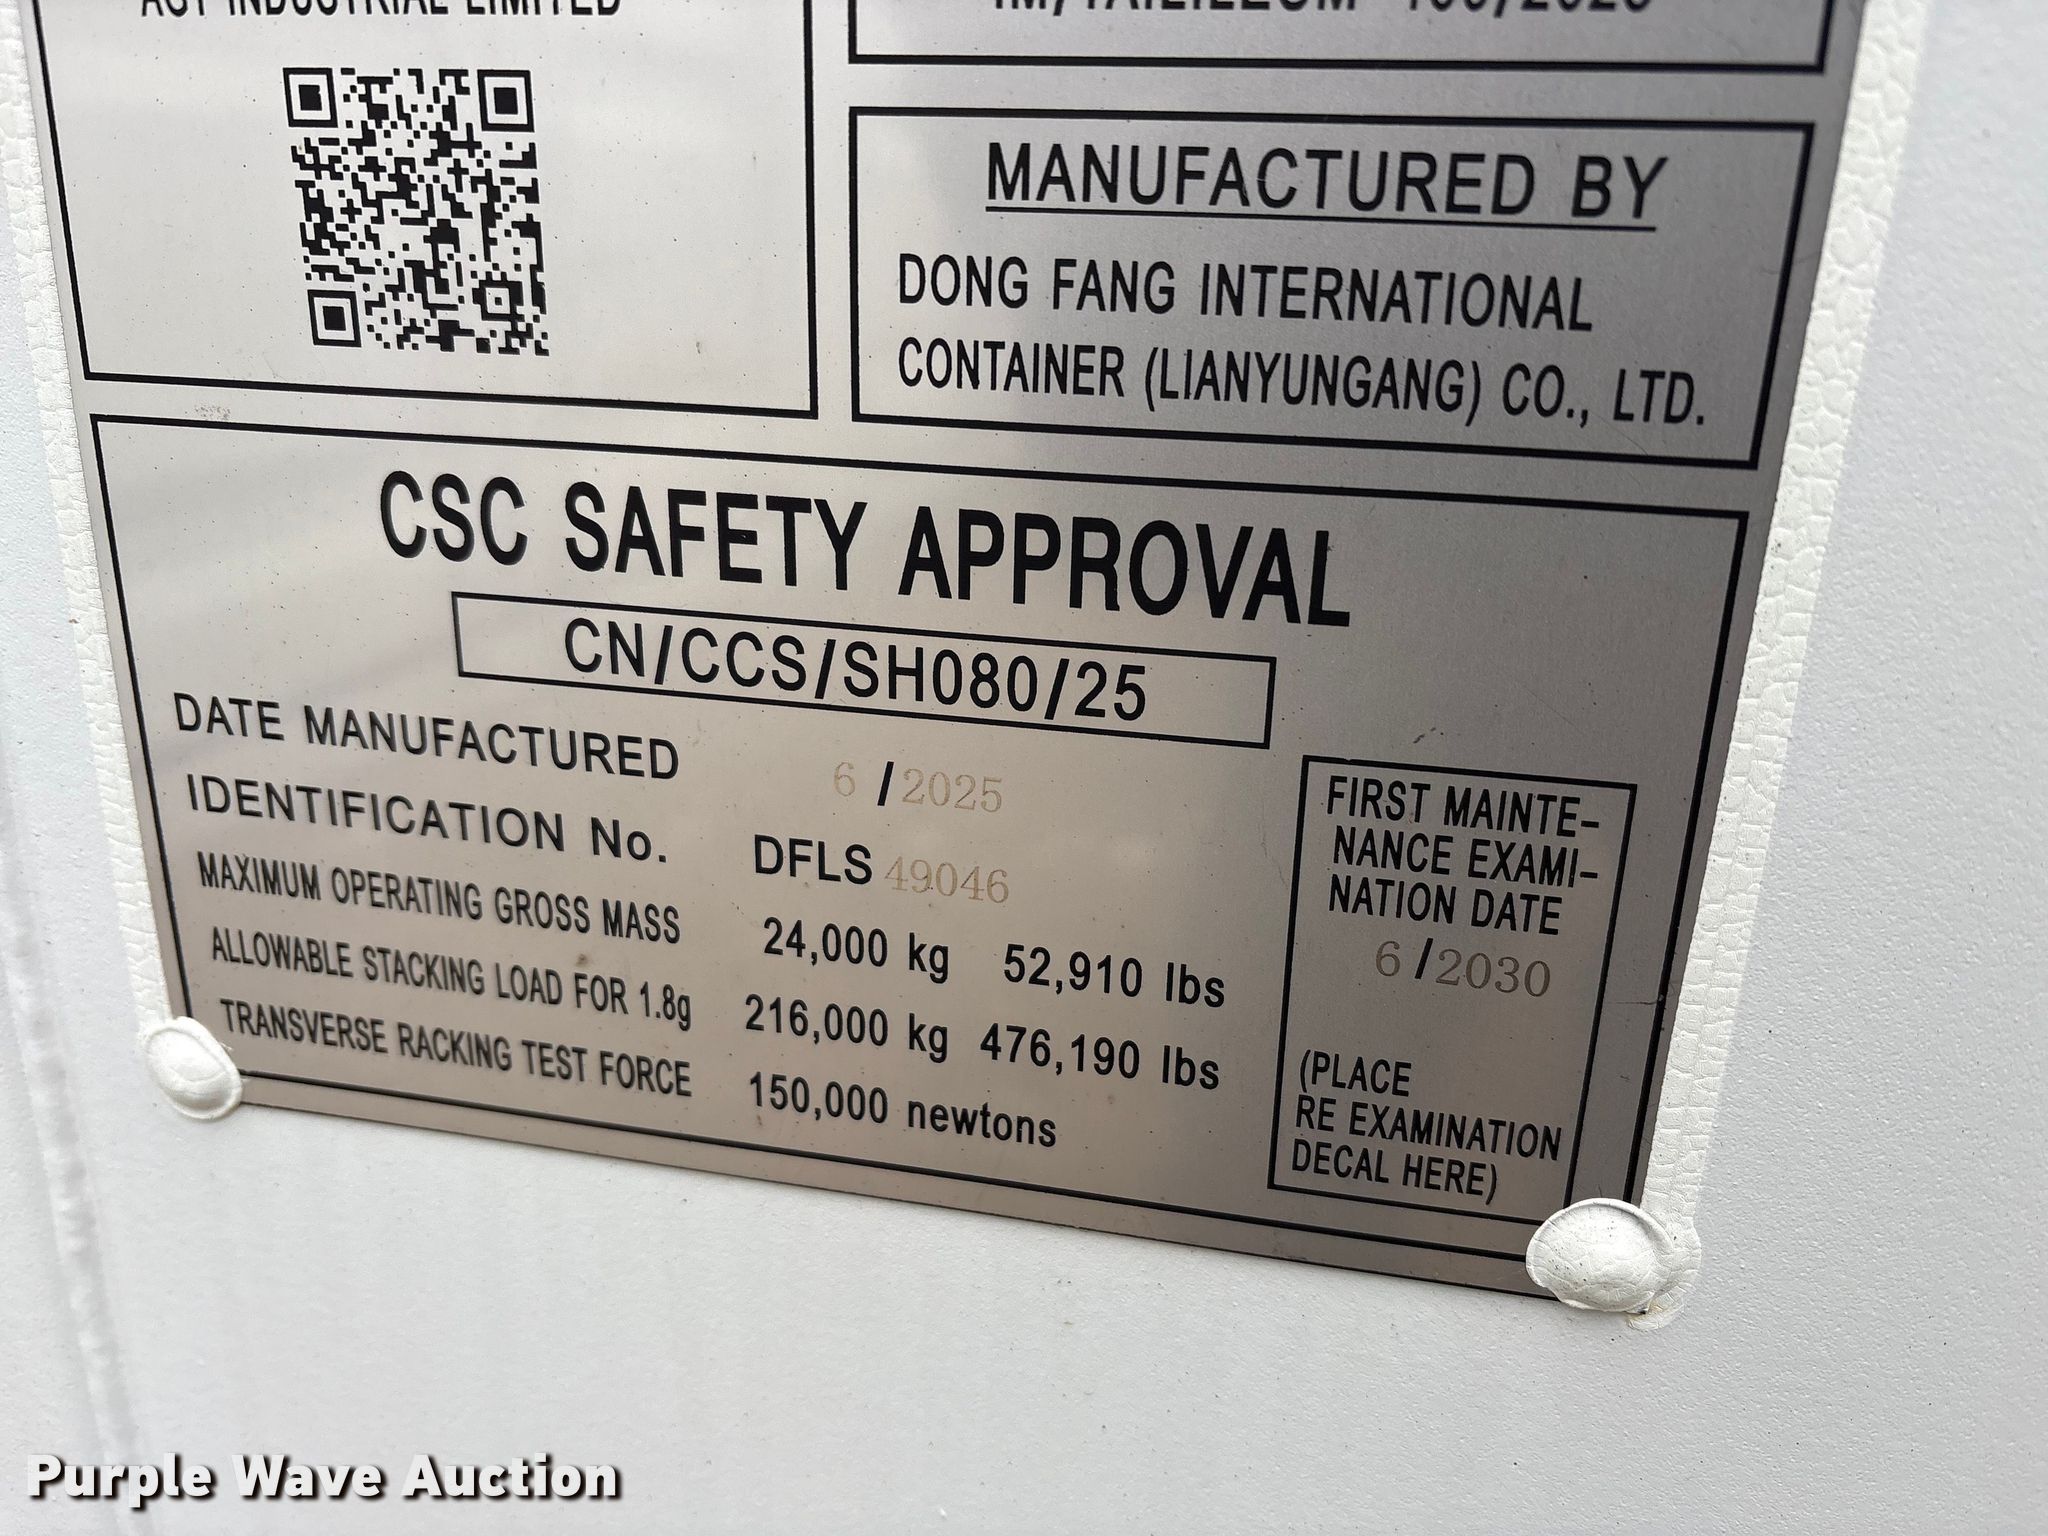 AGT INDUSTRIAL LIMITED
MANUFACTURED BY
DONG FANG INTERNATIONAL
CONTAINER (LIANYUNGANG) CO., LTD.
CSC SAFETY APPROVAL
CN/CCS/SH080/25
DATE MANUFACTURED 6 / 2025
IDENTIFICATION No. DFLS 49046
MAXIMUM OPERATING GROSS MASS 24,000 kg 52,910 lbs
ALLOWABLE STACKING LOAD FOR 1.8g 216,000 kg 476,190 lbs
TRANSVERSE RACKING TEST FORCE 150,000 newtons
FIRST MAINTE-
NANCE EXAMI-
NATION DATE
6 / 2030
(PLACE
RE EXAMINATION
DECAL HERE)
Purple Wave Auction